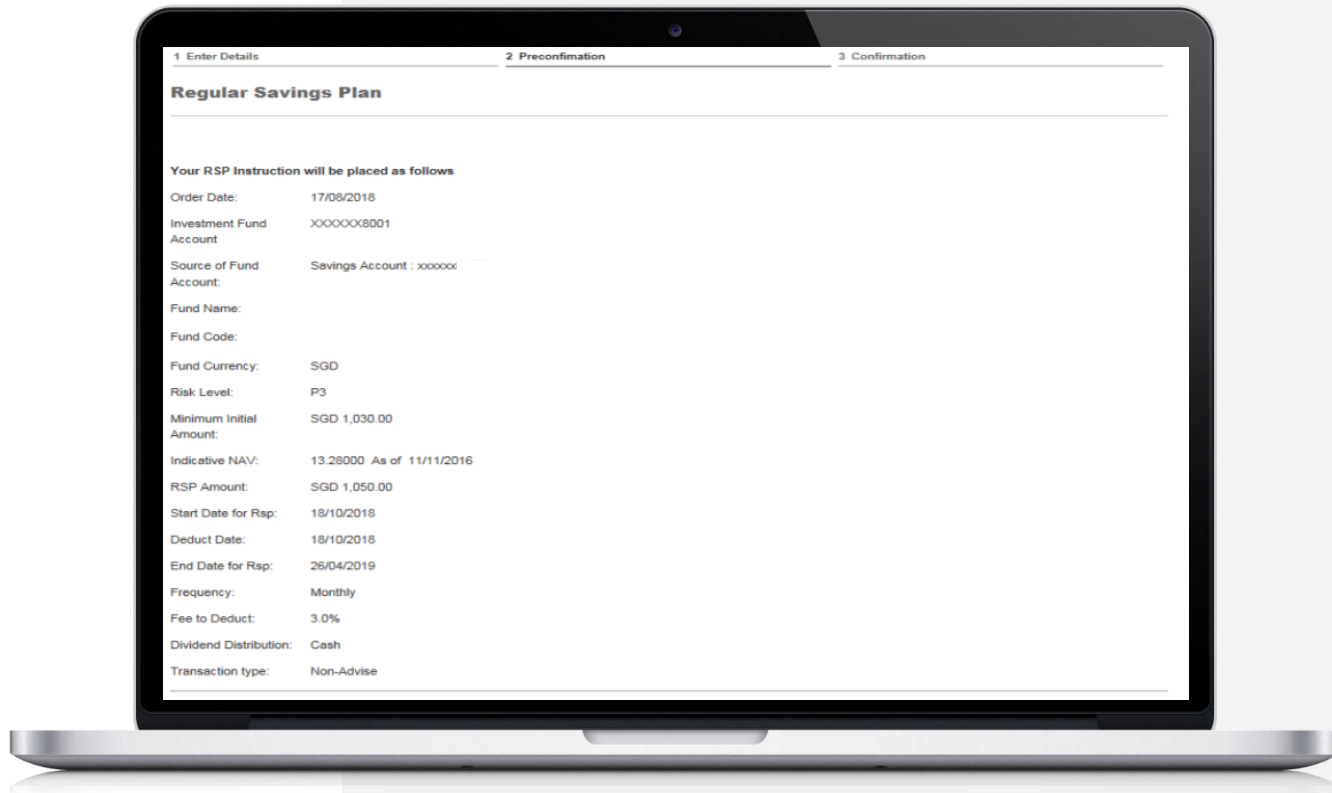 1 Enter Details 2 Preconfimation 3 Confirmation
Regular Savings Plan
Your RSP Instruction will be placed as follows
Order Date: 17/08/2018
Investment Fund XXXXXX8001
Account
Source of Fund Savings Account : xxxxxx
Account:
Fund Name:
Fund Code:
Fund Currency: SGD
Risk Level: P3
Minimum Initial SGD 1,030.00
Amount:
Indicative NAV: 13.28000 As of 11/11/2016
RSP Amount: SGD 1,050.00
Start Date for Rsp: 18/10/2018
Deduct Date: 18/10/2018
End Date for Rsp: 26/04/2019
Frequency: Monthly
Fee to Deduct: 3.0%
Dividend Distribution: Cash
Transaction type: Non-Advise